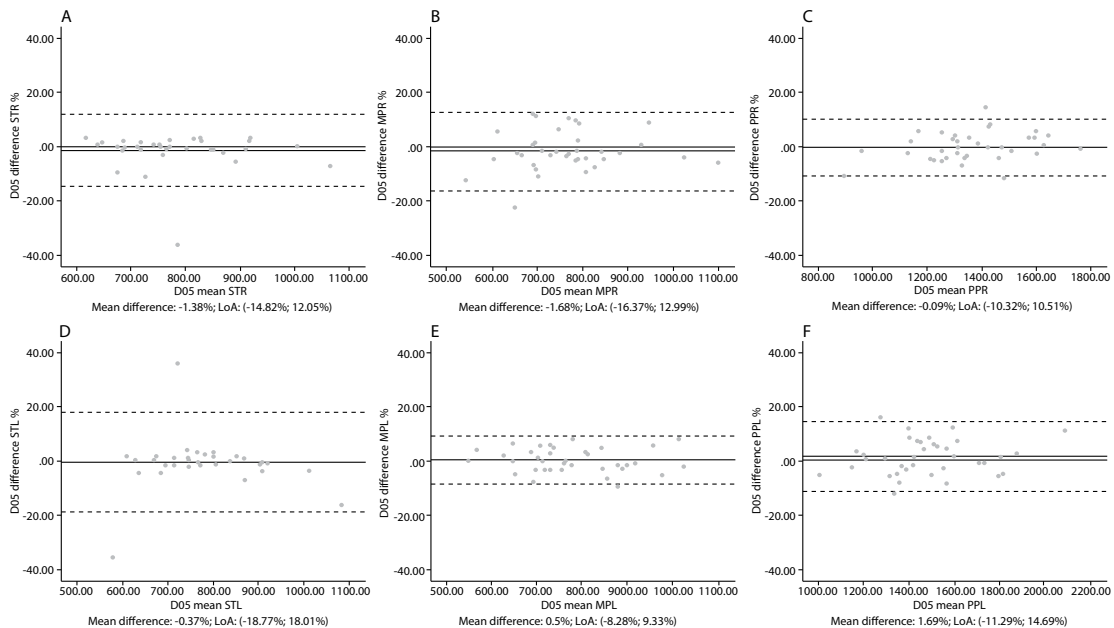 A
B
C
40.00
20.00
.00
-20.00
-40.00
D05 difference STR %
600.00 700.00 800.00 900.00 1000.00 1100.00
D05 mean STR
Mean difference: -1.38%; LoA: (-14.82%; 12.05%)
40.00
20.00
.00
-20.00
-40.00
D05 difference MPR %
500.00 600.00 700.00 800.00 900.00 1000.00 1100.00
D05 mean MPR
Mean difference: -1.68%; LoA: (-16.37%; 12.99%)
40.00
20.00
.00
-20.00
-40.00
D05 difference PPR %
800.00 1000.00 1200.00 1400.00 1600.00 1800.00
D05 mean PPR
Mean difference: -0.09%; LoA: (-10.32%; 10.51%)
D
E
F
40.00
20.00
.00
-20.00
-40.00
D05 difference STL %
500.00 600.00 700.00 800.00 900.00 1000.00 1100.00
D05 mean STL
Mean difference: -0.37%; LoA: (-18.77%; 18.01%)
40.00
20.00
.00
-20.00
-40.00
D05 difference MPL %
500.00 600.00 700.00 800.00 900.00 1000.00 1100.00
D05 mean MPL
Mean difference: 0.5%; LoA: (-8.28%; 9.33%)
40.00
20.00
.00
-20.00
-40.00
D05 difference PPL %
1000.00 1200.00 1400.00 1600.00 1800.00 2000.00 2200.00
D05 mean PPL
Mean difference: 1.69%; LoA: (-11.29%; 14.69%)